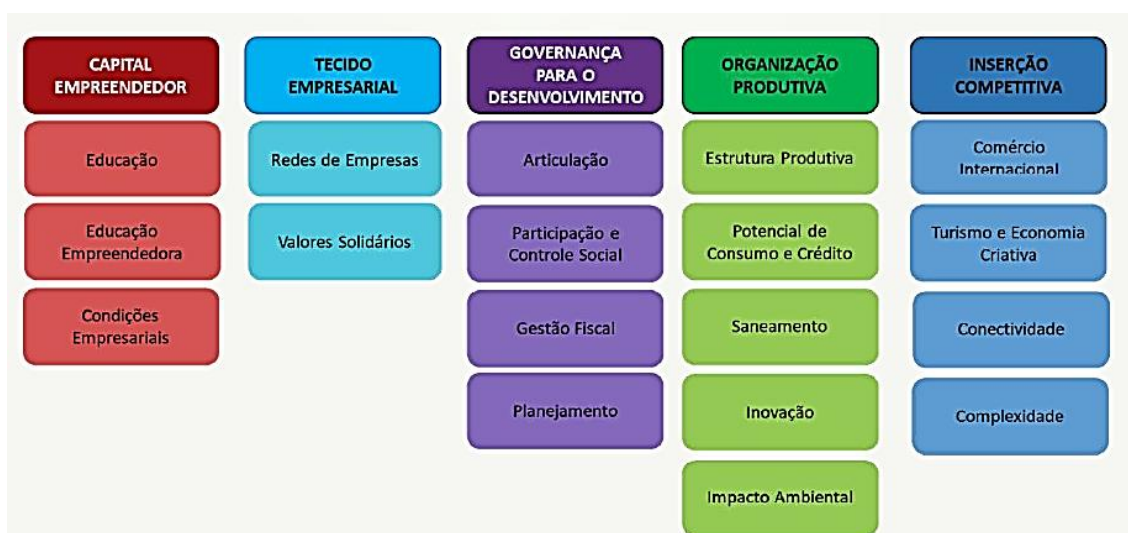 CAPITAL
EMPREENDEDOR
Educação
Educação
Empreendedora
Condições
Empresariais
TECIDO
EMPRESARIAL
Redes de Empresas
Valores Solidários
GOVERNANÇA
PARA O
DESENVOLVIMENTO
Articulação
Participação e
Controle Social
Gestão Fiscal
Planejamento
ORGANIZAÇÃO
PRODUTIVA
Estrutura Produtiva
Potencial de
Consumo e Crédito
Saneamento
Inovação
Impacto Ambiental
INSERÇÃO
COMPETITIVA
Comércio
Internacional
Turismo e Economia
Criativa
Conectividade
Complexidade